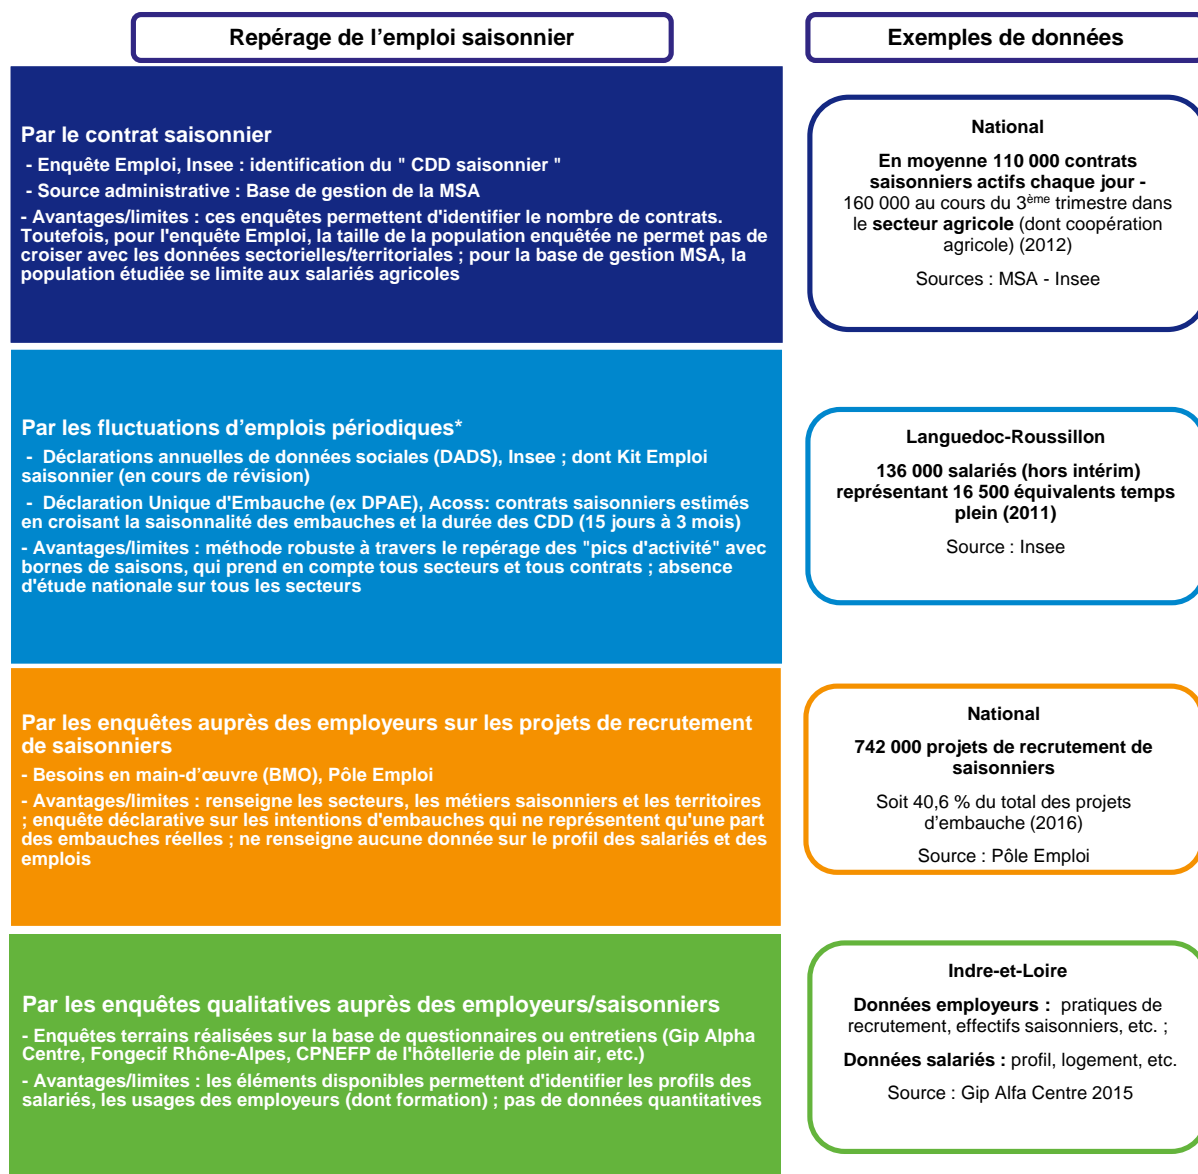 Repérage de l'emploi saisonnier
Exemples de données
Par le contrat saisonnier
- Enquête Emploi, Insee : identification du " CDD saisonnier "
- Source administrative : Base de gestion de la MSA
- Avantages/limites : ces enquêtes permettent d'identifier le nombre de contrats.
Toutefois, pour l'enquête Emploi, la taille de la population enquêtée ne permet pas de
croiser avec les données sectorielles/territoriales ; pour la base de gestion MSA, la
population étudiée se limite aux salariés agricoles
National
En moyenne 110 000 contrats
saisonniers actifs chaque jour -
160 000 au cours du 3ème trimestre dans
le secteur agricole (dont coopération
agricole) (2012)
Sources : MSA - Insee
Par les fluctuations d'emplois périodiques*
- Déclarations annuelles de données sociales (DADS), Insee ; dont Kit Emploi
saisonnier (en cours de révision)
- Déclaration Unique d'Embauche (ex DPAE), Acoss: contrats saisonniers estimés
en croisant la saisonnalité des embauches et la durée des CDD (15 jours à 3 mois)
- Avantages/limites : méthode robuste à travers le repérage des "pics d'activité" avec
bornes de saisons, qui prend en compte tous secteurs et tous contrats ; absence
d'étude nationale sur tous les secteurs
Languedoc-Roussillon
136 000 salariés (hors intérim)
représentant 16 500 équivalents temps
plein (2011)
Source : Insee
Par les enquêtes auprès des employeurs sur les projets de recrutement
de saisonniers
- Besoins en main-d'œuvre (BMO), Pôle Emploi
- Avantages/limites : renseigne les secteurs, les métiers saisonniers et les territoires
; enquête déclarative sur les intentions d'embauches qui ne représentent qu'une part
des embauches réelles ; ne renseigne aucune donnée sur le profil des salariés et des
emplois
National
742 000 projets de recrutement de
saisonniers
Soit 40,6 % du total des projets
d'embauche (2016)
Source : Pôle Emploi
Par les enquêtes qualitatives auprès des employeurs/saisonniers
- Enquêtes terrains réalisées sur la base de questionnaires ou entretiens (Gip Alpha
Centre, Fongecif Rhône-Alpes, CPNEFP de l'hôtellerie de plein air, etc.)
- Avantages/limites : les éléments disponibles permettent d'identifier les profils des
salariés, les usages des employeurs (dont formation) ; pas de données quantitatives
Indre-et-Loire
Données employeurs : pratiques de
recrutement, effectifs saisonniers, etc. ;
Données salariés : profil, logement, etc.
Source : Gip Alfa Centre 2015